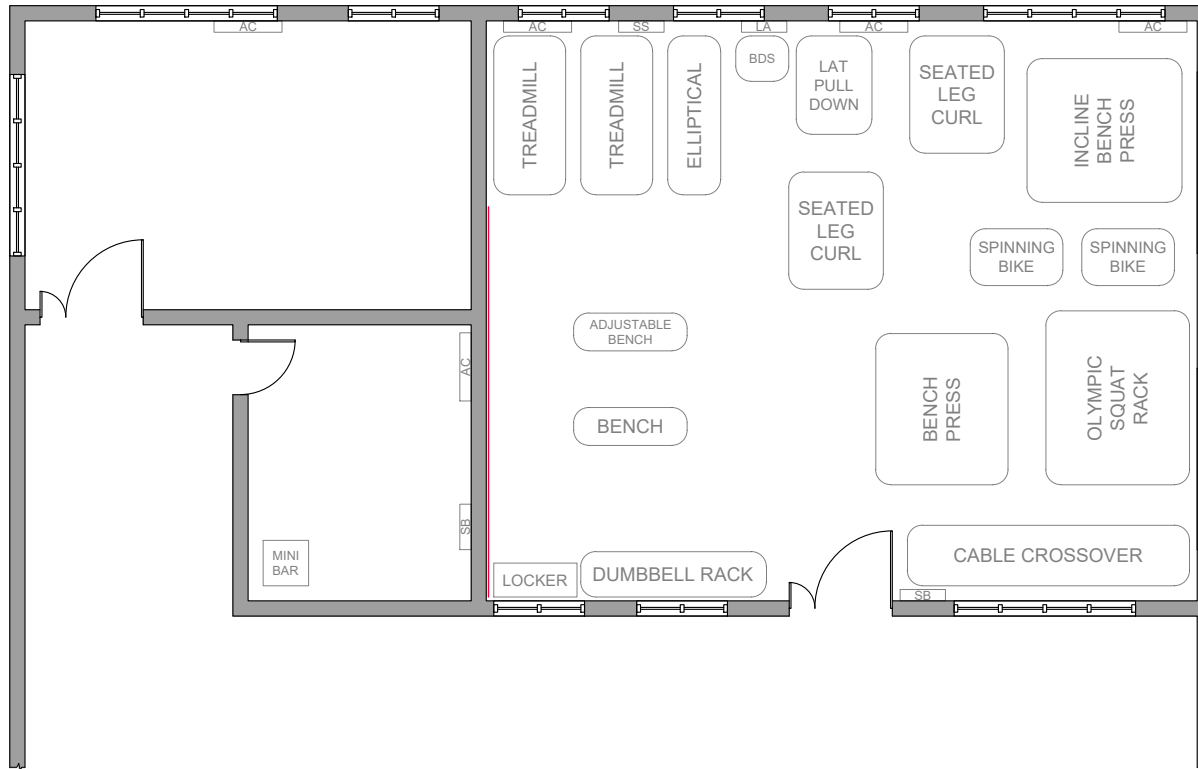 AC
AC
SS
LA
AC
AC
TREADMILL
TREADMILL
ELLIPTICAL
BDS
LAT
PULL
DOWN
SEATED
LEG
CURL
INCLINE
BENCH
PRESS
SEATED
LEG
CURL
SPINNING
BIKE
SPINNING
BIKE
ADJUSTABLE
BENCH
AC
BENCH
PRESS
OLYMPIC
SQUAT
RACK
BENCH
SB
MINI
BAR
LOCKER
DUMBBELL RACK
CABLE CROSSOVER
SB